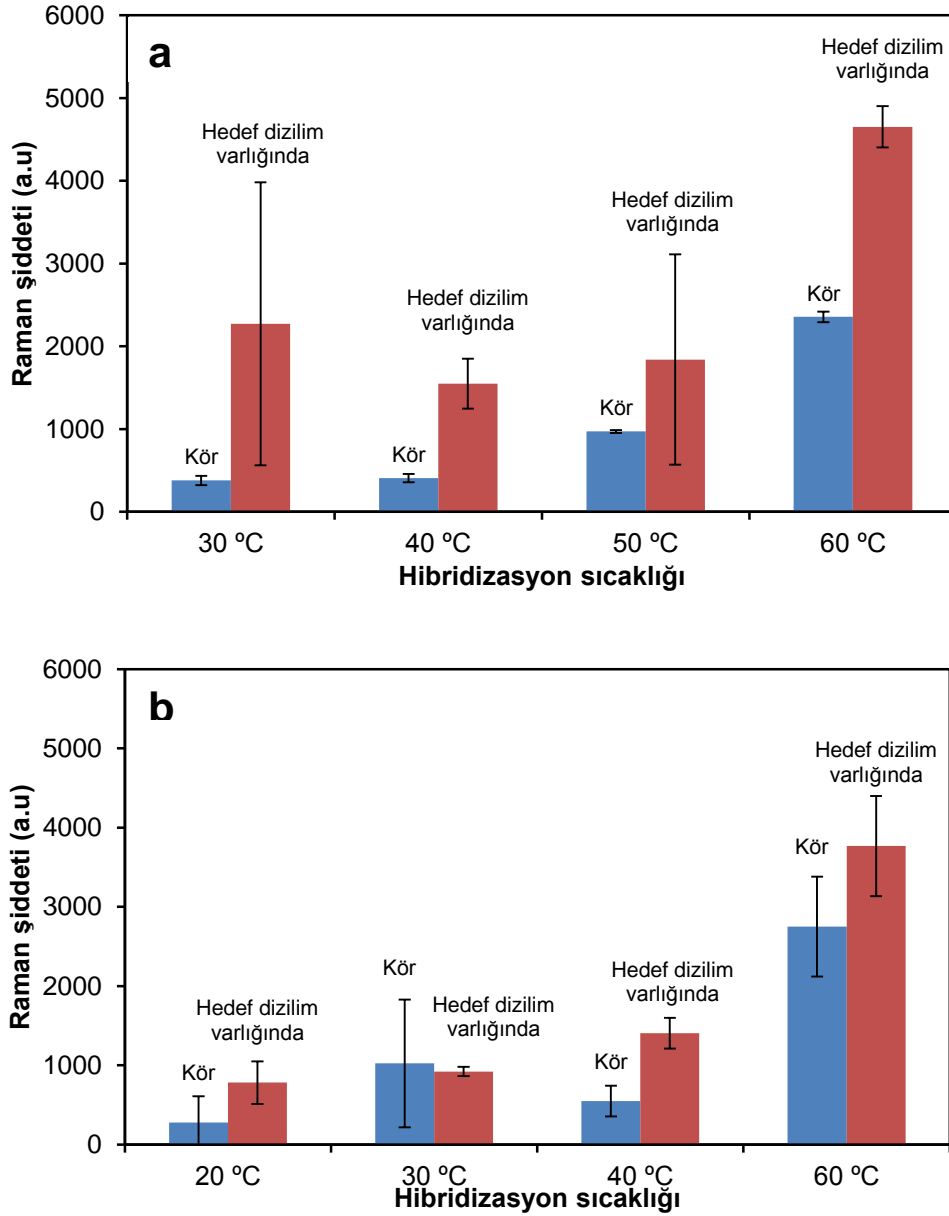 a
Raman şiddeti (a.u)
6000
5000
4000
3000
2000
1000
0
Hedef dizilim
varlığında
Kör
Hedef dizilim
varlığında
Kör
Hedef dizilim
varlığında
Kör
Hedef dizilim
varlığında
Kör
30 ºC
40 ºC
50 ºC
60 ºC
Hibridizasyon sıcaklığı
b
Raman şiddeti (a.u)
6000
5000
4000
3000
2000
1000
0
Kör
Hedef dizilim
varlığında
Kör
Hedef dizilim
varlığında
Kör
Hedef dizilim
varlığında
Kör
Hedef dizilim
varlığında
20 ºC
30 ºC
40 ºC
60 ºC
Hibridizasyon sıcaklığı